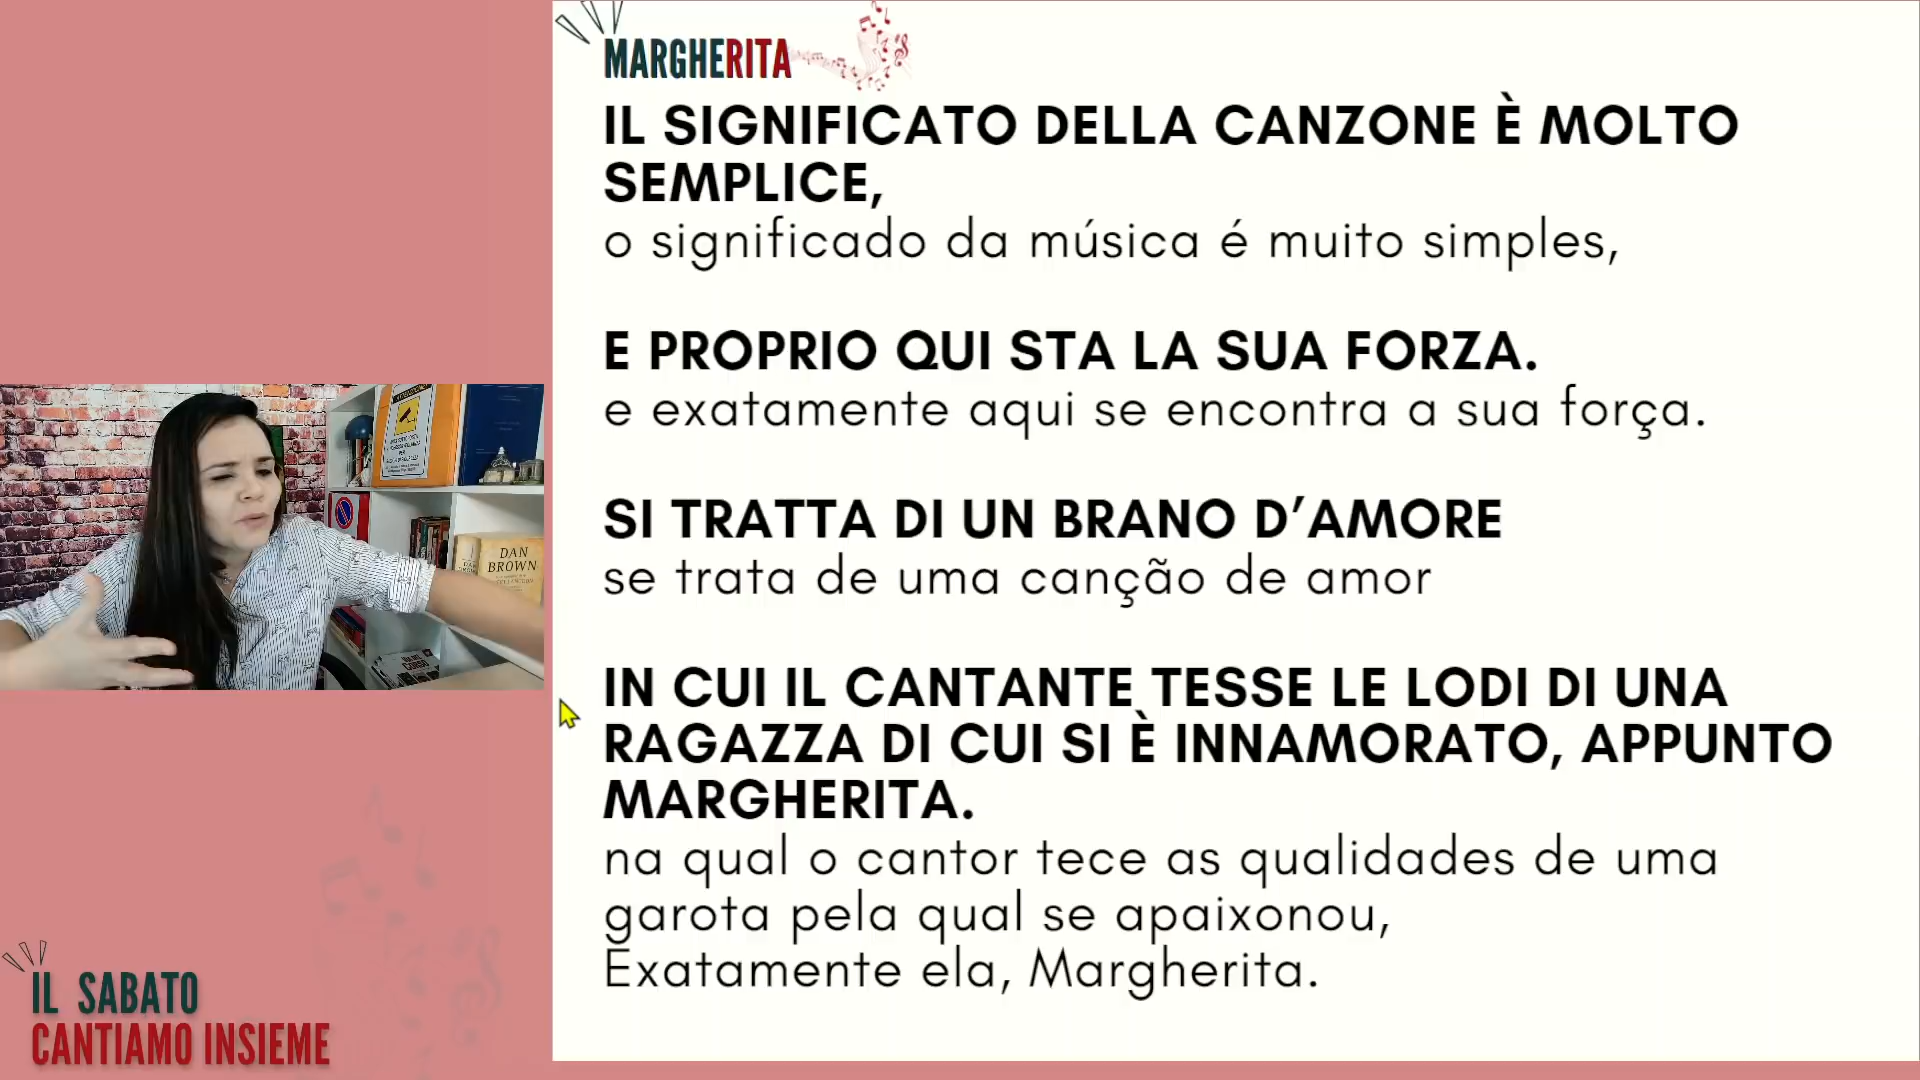 MARGHERITA
IL SIGNIFICATO DELLA CANZONE È MOLTO
SEMPLICE,
o significado da música é muito simples,
E PROPRIO QUI STA LA SUA FORZA.
e exatamente aqui se encontra a sua força.
SI TRATTA DI UN BRANO D’AMORE
se trata de uma canção de amor
IN CUI IL CANTANTE TESSE LE LODI DI UNA
RAGAZZA DI CUI SI È INNAMORATO, APPUNTO
MARGHERITA.
na qual o cantor tece as qualidades de uma
garota pela qual se apaixonou,
Exatamente ela, Margherita.
DAN
BROWN
IL SABATO
CANTIAMO INSIEME